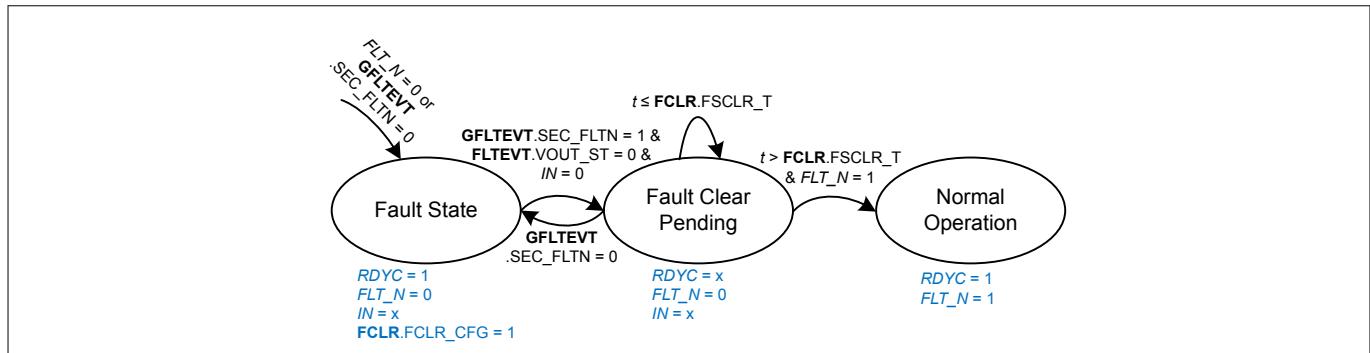 FLT_N = 0 or
GFLTEVT
.SEC_FLTN = 0
GFLTEVT.SEC_FLTN = 1 &
FLTEVT.VOUT_ST = 0 &
IN = 0
t ≤ FCLR.FSCLR_T
t > FCLR.FSCLR_T
& FLT_N = 1
Fault State
Fault Clear
Pending
Normal
Operation
GFLTEVT
.SEC_FLTN = 0
RDYC = 1
FLT_N = 0
IN = x
FCLR.FCLR_CFG = 1
RDYC = x
FLT_N = 0
IN = x
RDYC = 1
FLT_N = 1